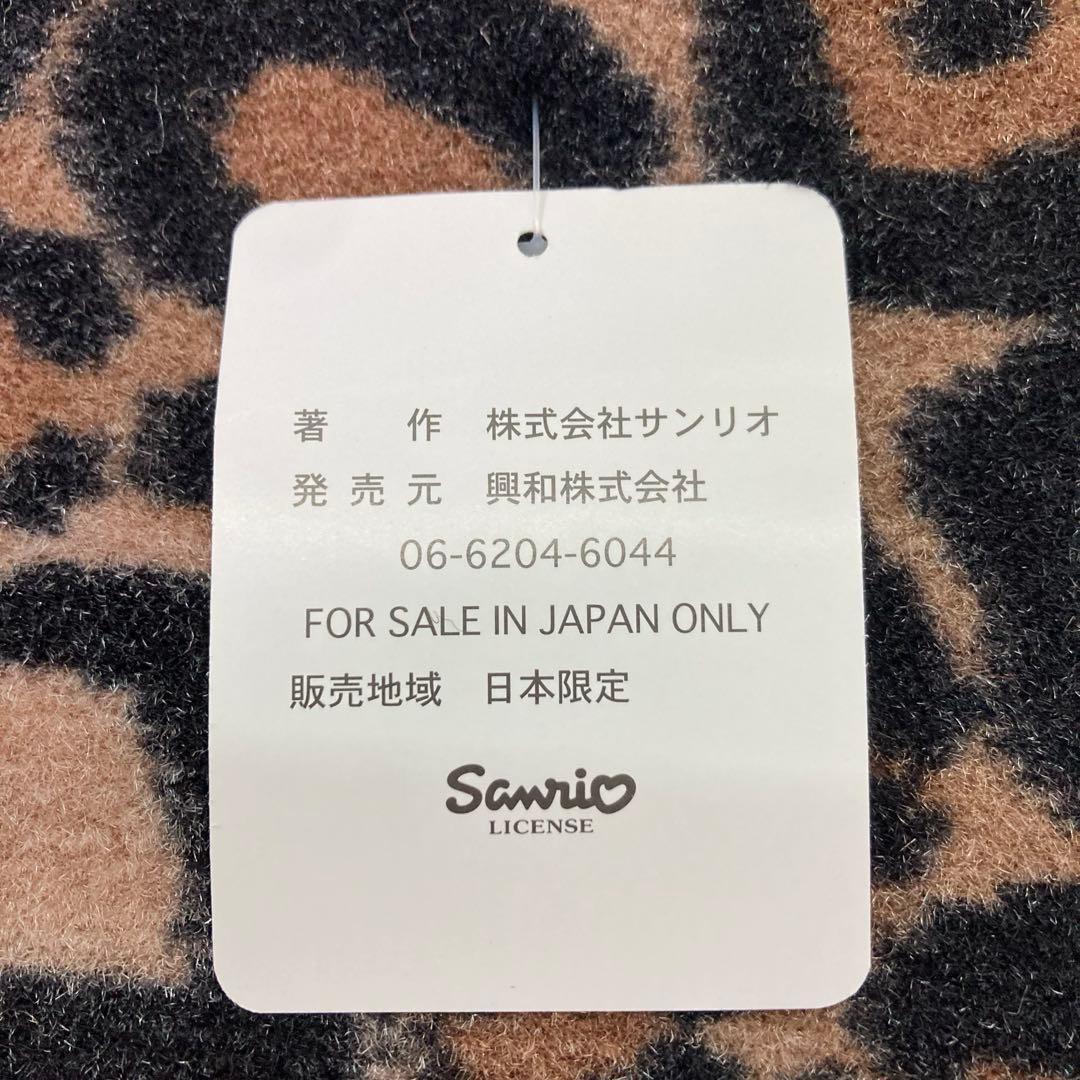 著作 株式会社サンリオ
発売元 興和株式会社
06-6204-6044
FOR SALE IN JAPAN ONLY
販売地域 日本限定
Sanrio
LICENSE